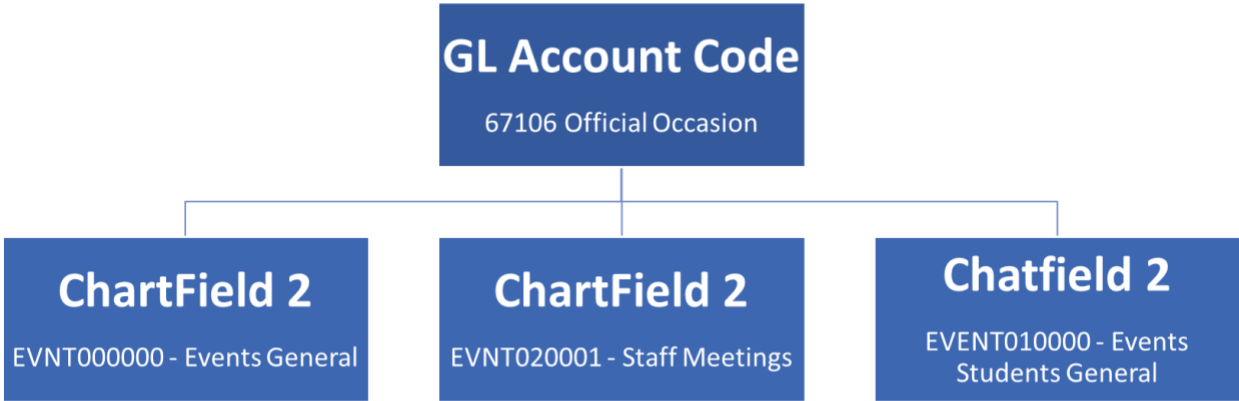 GL Account Code
67106 Official Occasion
ChartField 2
EVNT000000 - Events General
ChartField 2
EVNT020001 - Staff Meetings
Chatfield 2
EVENT010000 - Events
Students General